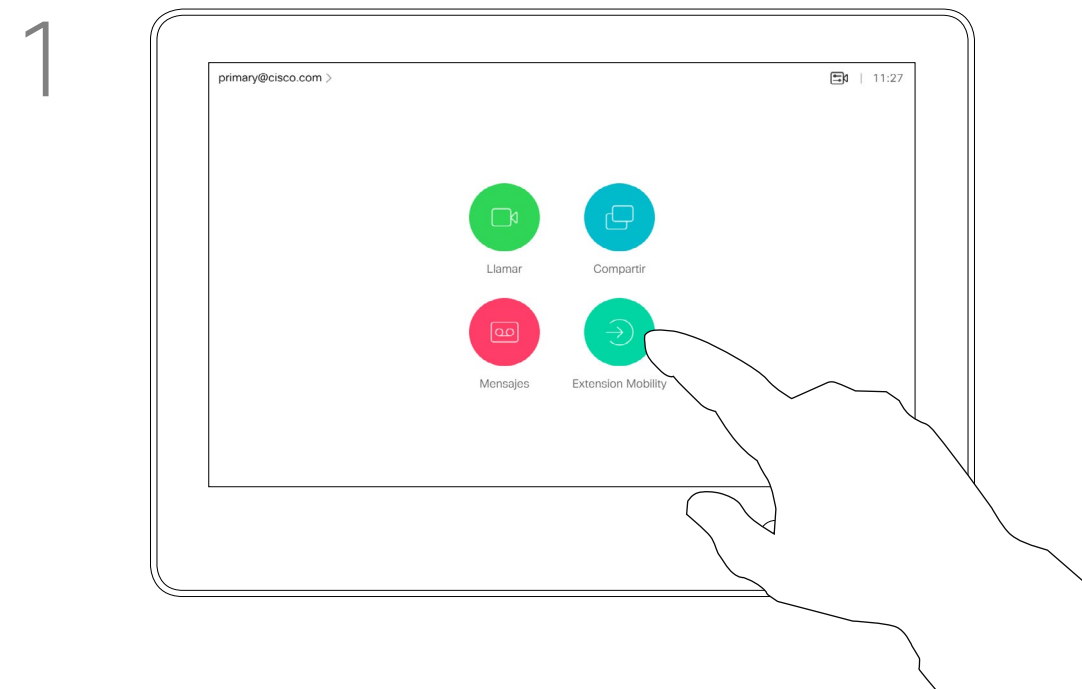 1
primary@cisco.com >
11:27
Llamar
Compartir
Mensajes
Extension Mobility